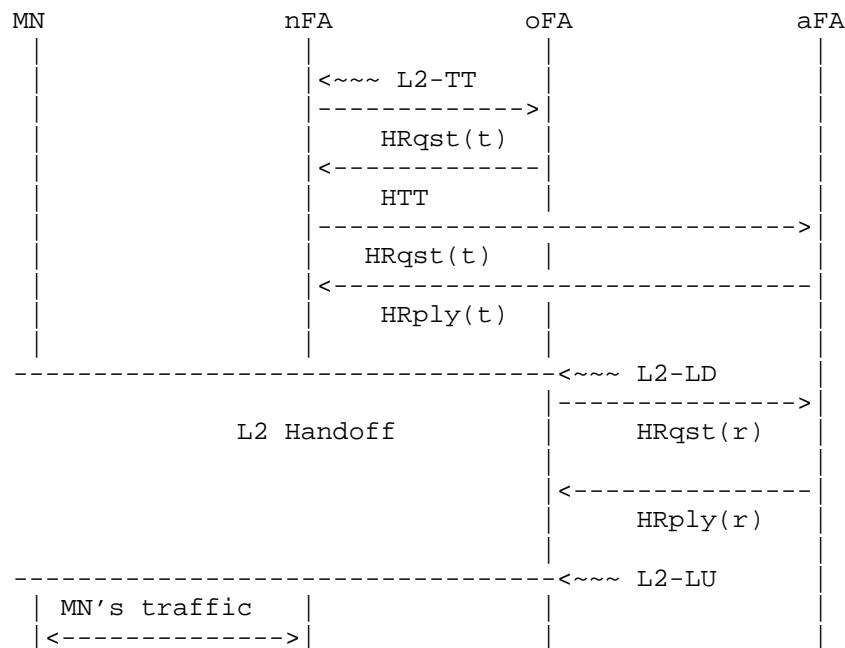 MN nFA oFA aFA
<~~~ L2-TT
HRqst(t)
HTT
HRqst(t)
HRply(t)
<~~~ L2-LD
L2 Handoff HRqst(r)
HRply(r)
<~~~ L2-LU
MN's traffic